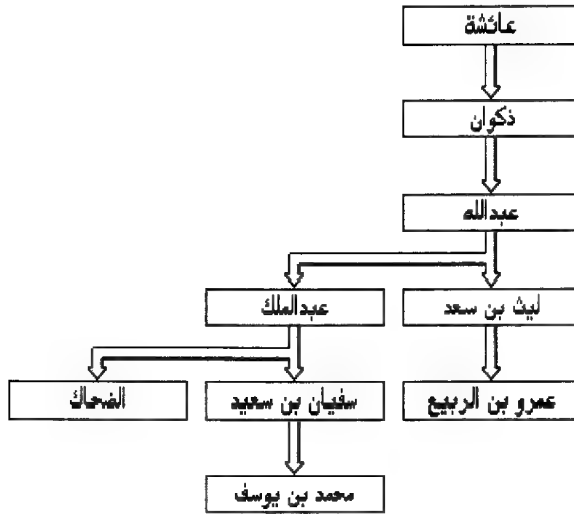 عائشة
ذكوان
عبدالله
ليث بن سعد
عبدالملك
عمرو بن الربيع
سفيان بن سعيد
الضحاك
محمد بن يوسف